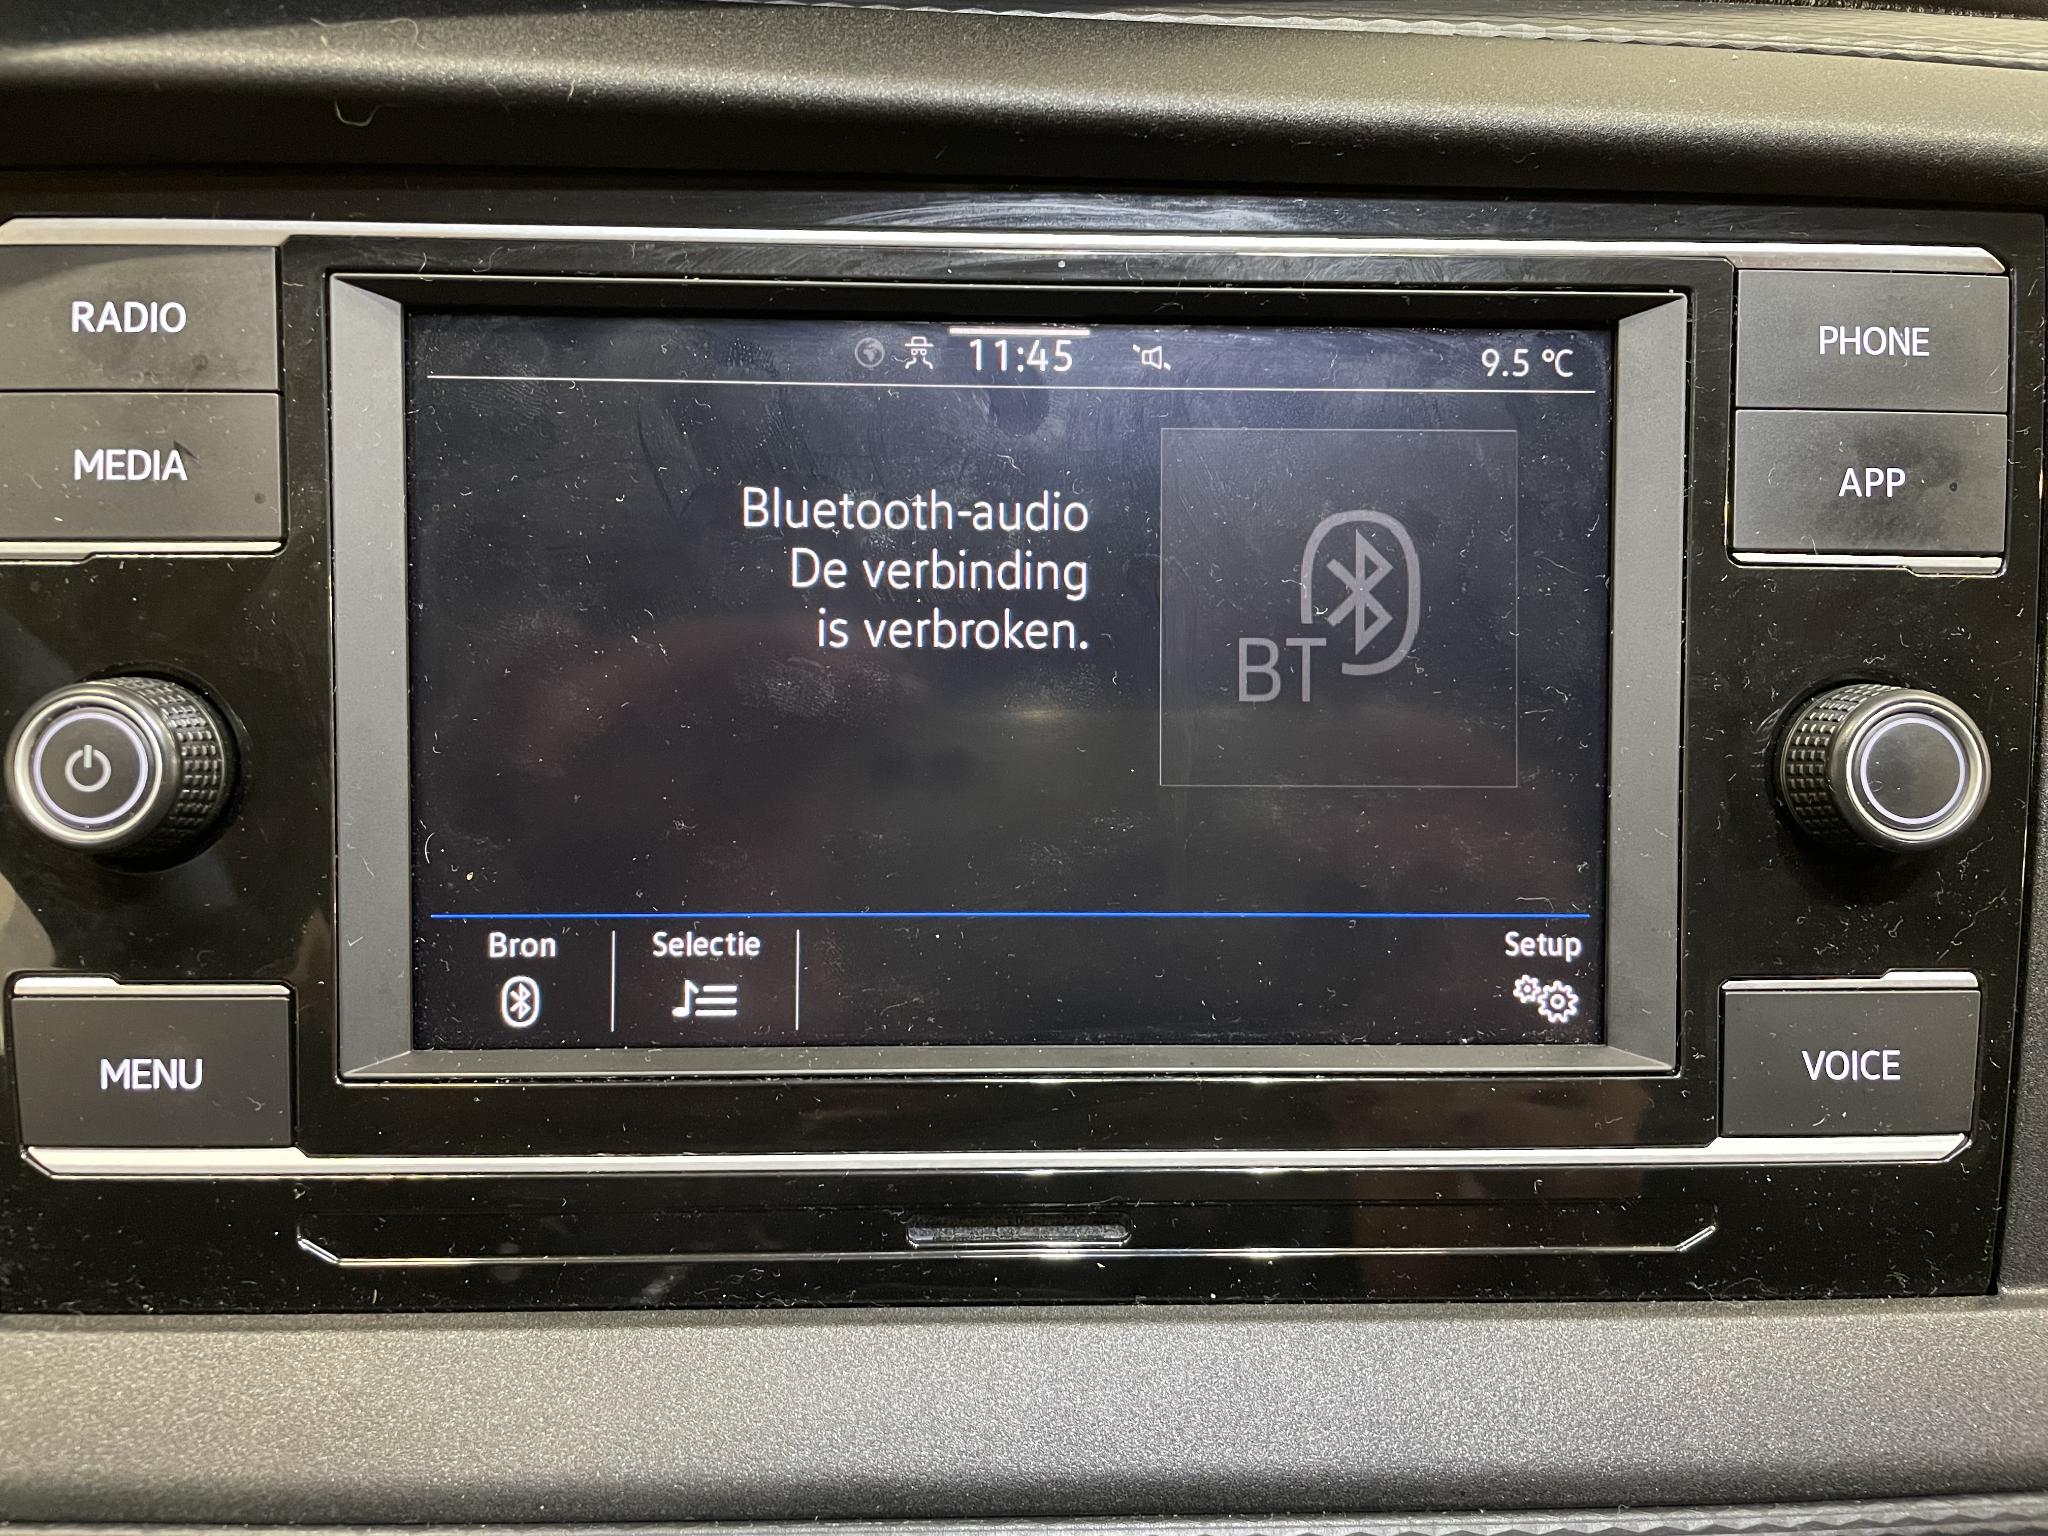 RADIO
MEDIA
MENU
11:45
9.5 °C
Bluetooth-audio
De verbinding
is verbroken.
BT
Bron
Selectie
Setup
PHONE
APP
VOICE